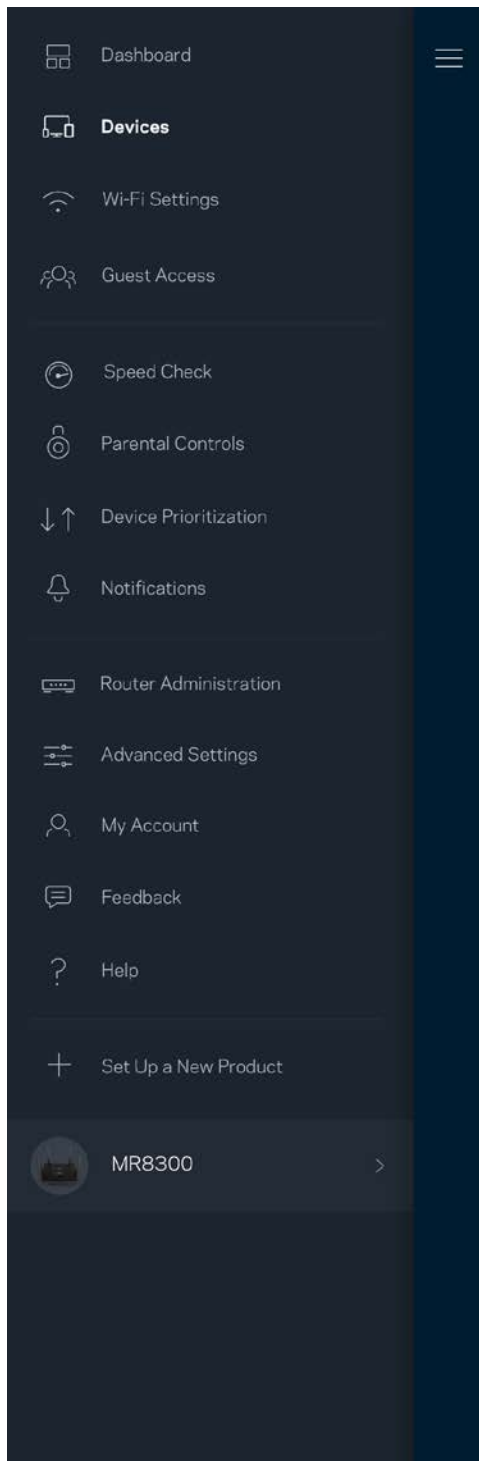 Dashboard
Devices
Wi-Fi Settings
Guest Access
Speed Check
Parental Controls
Device Prioritization
Notifications
Router Administration
Advanced Settings
My Account
Feedback
Help
Set Up a New Product
MR8300